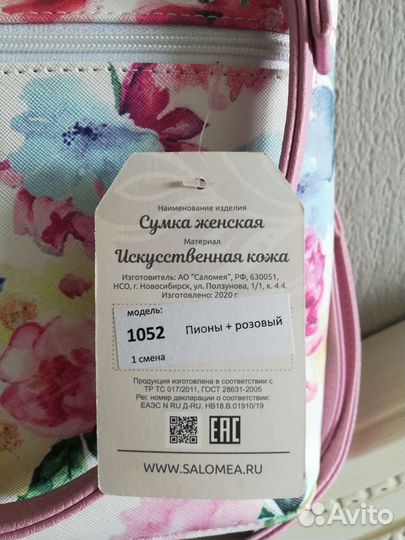 Наименование изделия
Сумка женская
Материал
Искусственная кожа
Изготовитель: АО "Саломея", РФ, 630051,
НСО, г. Новосибирск, ул. Ползунова, 1/1, к. 4.4.
Изготовлено: 2020 г.
модель:
1052 Пионы + розовый
1 смена
Продукция изготовлена в соответствии с
ТР ТС 017/2011, ГОСТ 28631-2005
Рег. номер декларации о соответствии:
ЕАЭС N RU Д-RU. НВ18.В.01910/19
EAC
WWW.SALOMEA.RU
Avito